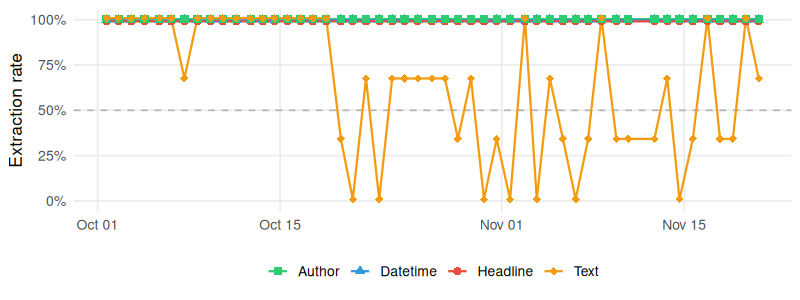 Extraction rate
100%
75%
50%
25%
0%
Oct 01 Oct 15 Nov 01 Nov 15
Author Datetime Headline Text